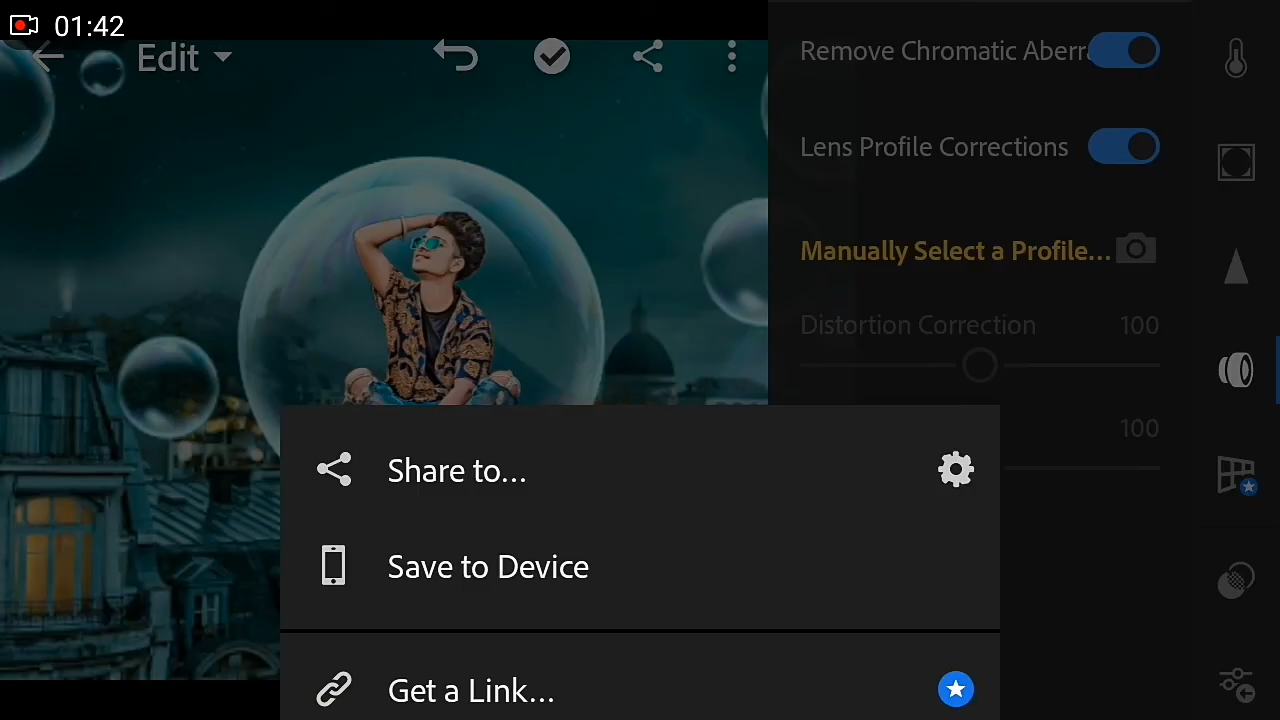 01:42
Edit
Remove Chromatic Aberra
Lens Profile Corrections
Manually Select a Profile...
Distortion Correction 100
100
Share to...
Save to Device
Get a Link...